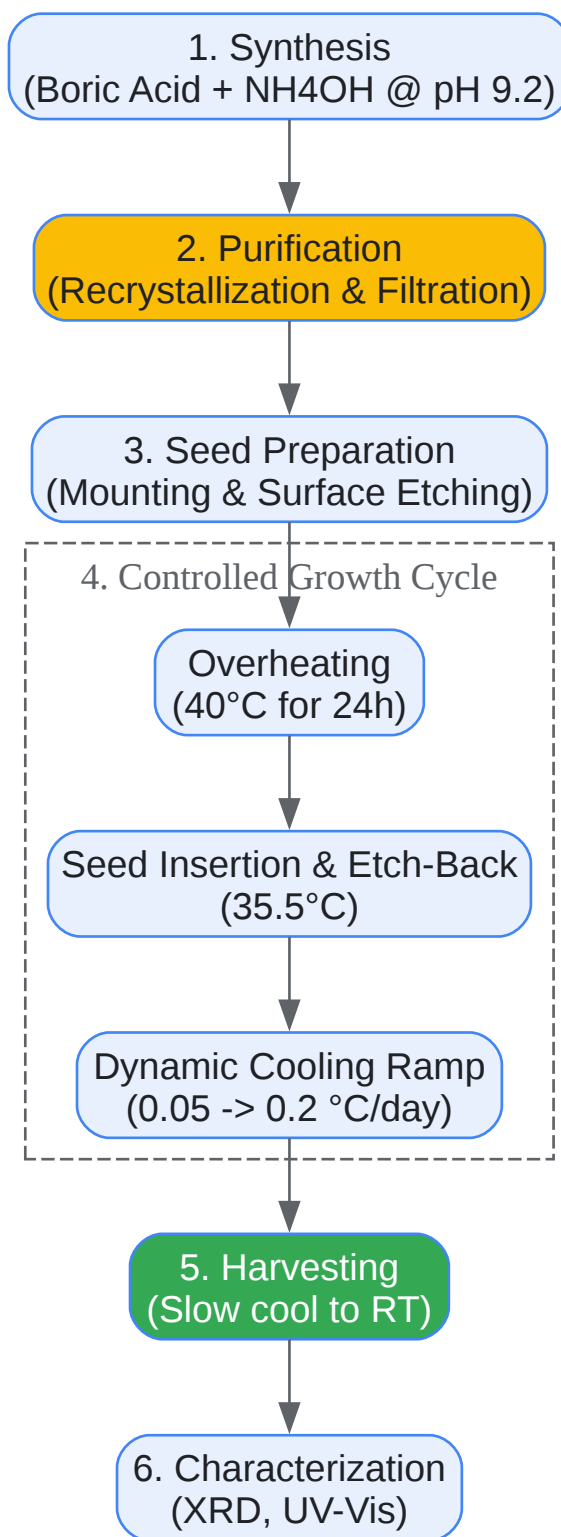 1. Synthesis
(Boric Acid + NH4OH @ pH 9.2)
2. Purification
(Recrystallization & Filtration)
3. Seed Preparation
(Mounting & Surface Etching)
4. Controlled Growth Cycle
Overheating
(40°C for 24h)
Seed Insertion & Etch-Back
(35.5°C)
Dynamic Cooling Ramp
(0.05 -> 0.2 °C/day)
5. Harvesting
(Slow cool to RT)
6. Characterization
(XRD, UV-Vis)